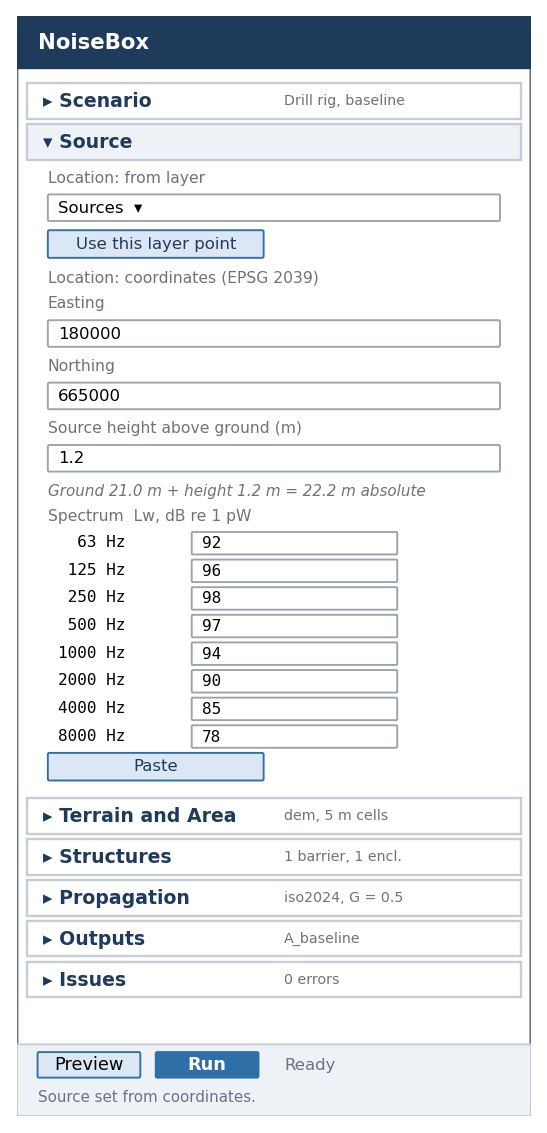 NoiseBox
▸ Scenario Drill rig, baseline
▾ Source
Location: from layer
Sources ▾
Use this layer point
Location: coordinates (EPSG 2039)
Easting
180000
Northing
665000
Source height above ground (m)
1.2
Ground 21.0 m + height 1.2 m = 22.2 m absolute
Spectrum Lw, dB re 1 pW
63 Hz 92
125 Hz 96
250 Hz 98
500 Hz 97
1000 Hz 94
2000 Hz 90
4000 Hz 85
8000 Hz 78
Paste
▸ Terrain and Area dem, 5 m cells
▸ Structures 1 barrier, 1 encl.
▸ Propagation iso2024, G = 0.5
▸ Outputs A_baseline
▸ Issues 0 errors
Preview Run Ready
Source set from coordinates.